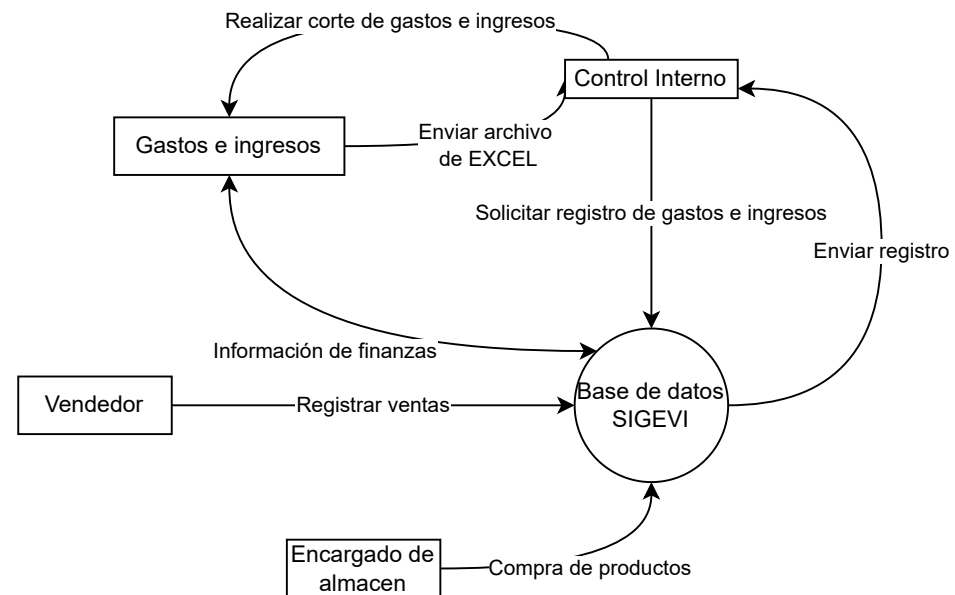 Realizar corte de gastos e ingresos
Control Interno
Gastos e ingresos
Enviar archivo
de EXCEL
Solicitar registro de gastos e ingresos
Enviar registro
Información de finanzas
Base de datos
SIGEVI
Vendedor
Registrar ventas
Encargado de
almacen
Compra de productos